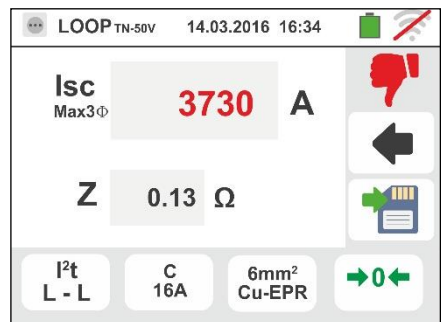 LOOP TN-50V 14.03.2016 16:34
Isc 3730 A
Max3Φ
Z 0.13 Ω
I²t C 6mm²
L - L 16A Cu-EPR →0←